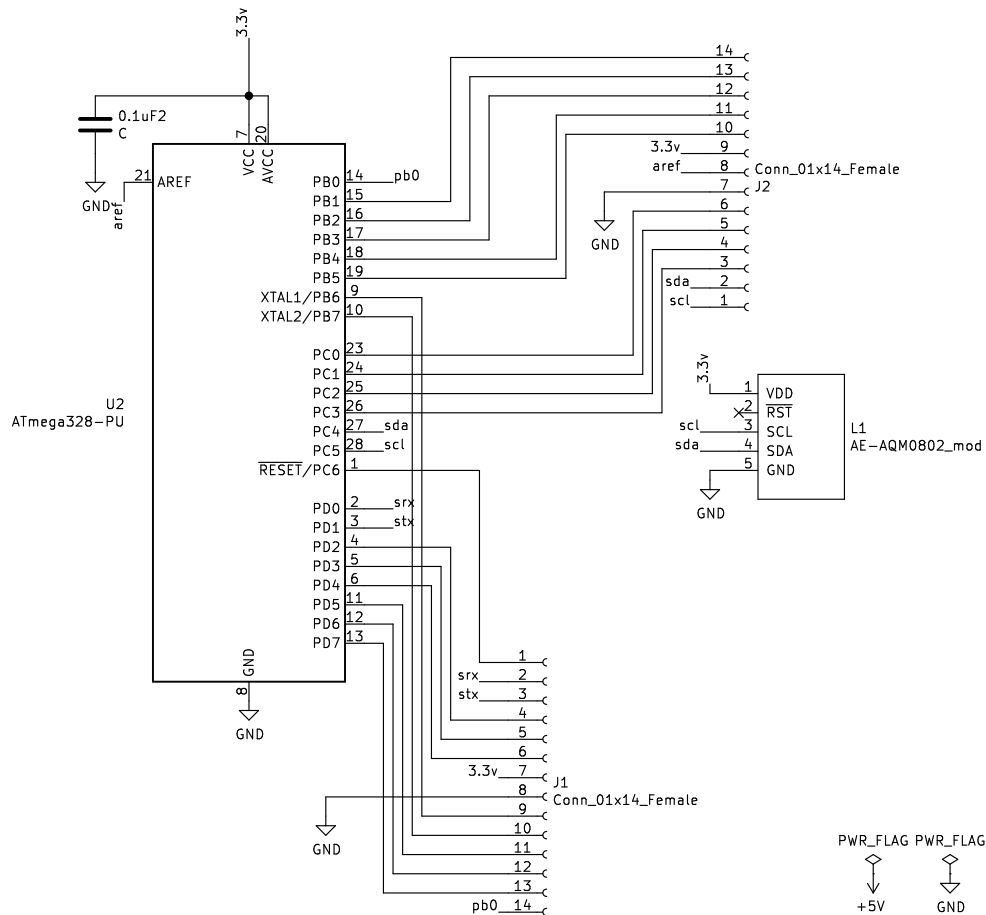 3.3v
0.1uF2
C
GND
7
VCC
20
AVCC
21
AREF
aref
U2
ATmega328-PU
PB0 14 pb0
PB1 15
PB2 16
PB3 17
PB4 18
PB5 19
XTAL1/PB6 9
XTAL2/PB7 10
PC0 23
PC1 24
PC2 25
PC3 26
PC4 27 sda
PC5 28 scl
RESET/PC6 1
PD0 2 srx
PD1 3 stx
PD2 4
PD3 5
PD4 6
PD5 11
PD6 12
PD7 13
GND
8
GND
14
13
12
11
10
3.3v 9
aref 8
7
6
5
4
3
sda 2
scl 1
Conn_01x14_Female
J2
GND
3.3v
1 VDD
2 RST
scl 3 SCL
sda 4 SDA
5 GND
L1
AE-AQM0802_mod
GND
1
srx 2
stx 3
4
5
6
3.3v 7
8
9
10
11
12
13
pb0 14
J1
Conn_01x14_Female
GND
PWR_FLAG PWR_FLAG
+5V GND